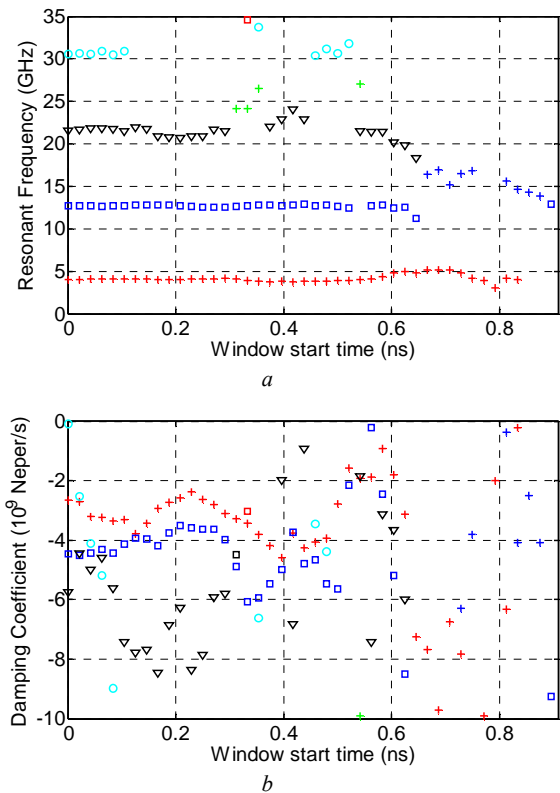 35
30
25
20
15
10
5
0
Resonant Frequency (GHz)
0 0.2 0.4 0.6 0.8
Window start time (ns)
a
0
-2
-4
-6
-8
-10
Damping Coefficient (10⁹ Neper/s)
0 0.2 0.4 0.6 0.8
Window start time (ns)
b